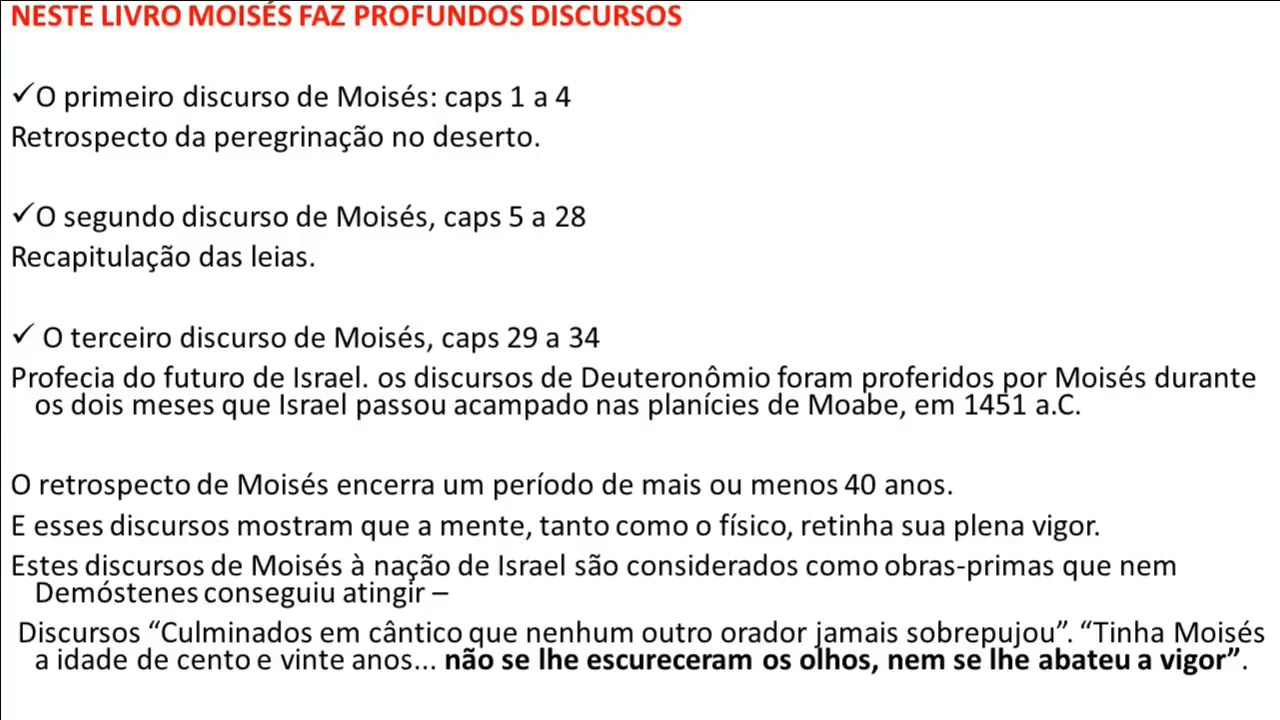 NESTE LIVRO MOISÉS FAZ PROFUNDOS DISCURSOS
✓O primeiro discurso de Moisés: caps 1 a 4
Retrospecto da peregrinação no deserto.
✓O segundo discurso de Moisés, caps 5 a 28
Recapitulação das leias.
✓ O terceiro discurso de Moisés, caps 29 a 34
Profecia do futuro de Israel. os discursos de Deuteronômio foram proferidos por Moisés durante
os dois meses que Israel passou acampado nas planícies de Moabe, em 1451 a.C.
O retrospecto de Moisés encerra um período de mais ou menos 40 anos.
E esses discursos mostram que a mente, tanto como o físico, retinha sua plena vigor.
Estes discursos de Moisés à nação de Israel são considerados como obras-primas que nem
Demóstenes conseguiu atingir –
Discursos “Culminados em cântico que nenhum outro orador jamais sobrepujou”. “Tinha Moisés
a idade de cento e vinte anos... não se lhe escureceram os olhos, nem se lhe abateu a vigor”.